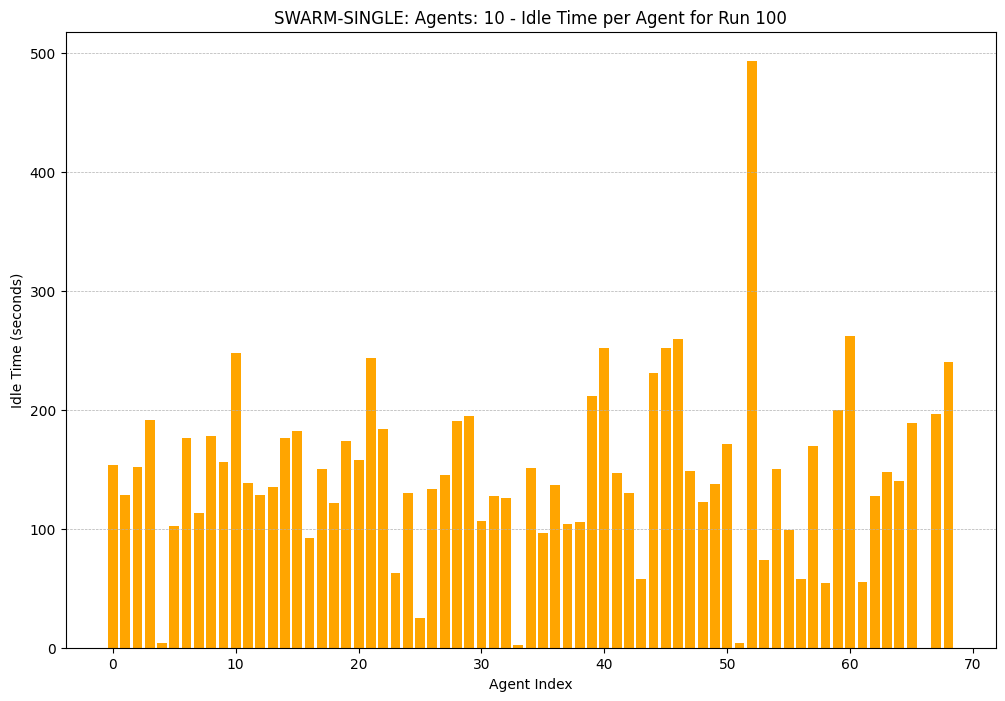 SWARM-SINGLE: Agents: 10 - Idle Time per Agent for Run 100
Idle Time (seconds)
500
400
300
200
100
0
0 10 20 30 40 50 60 70
Agent Index